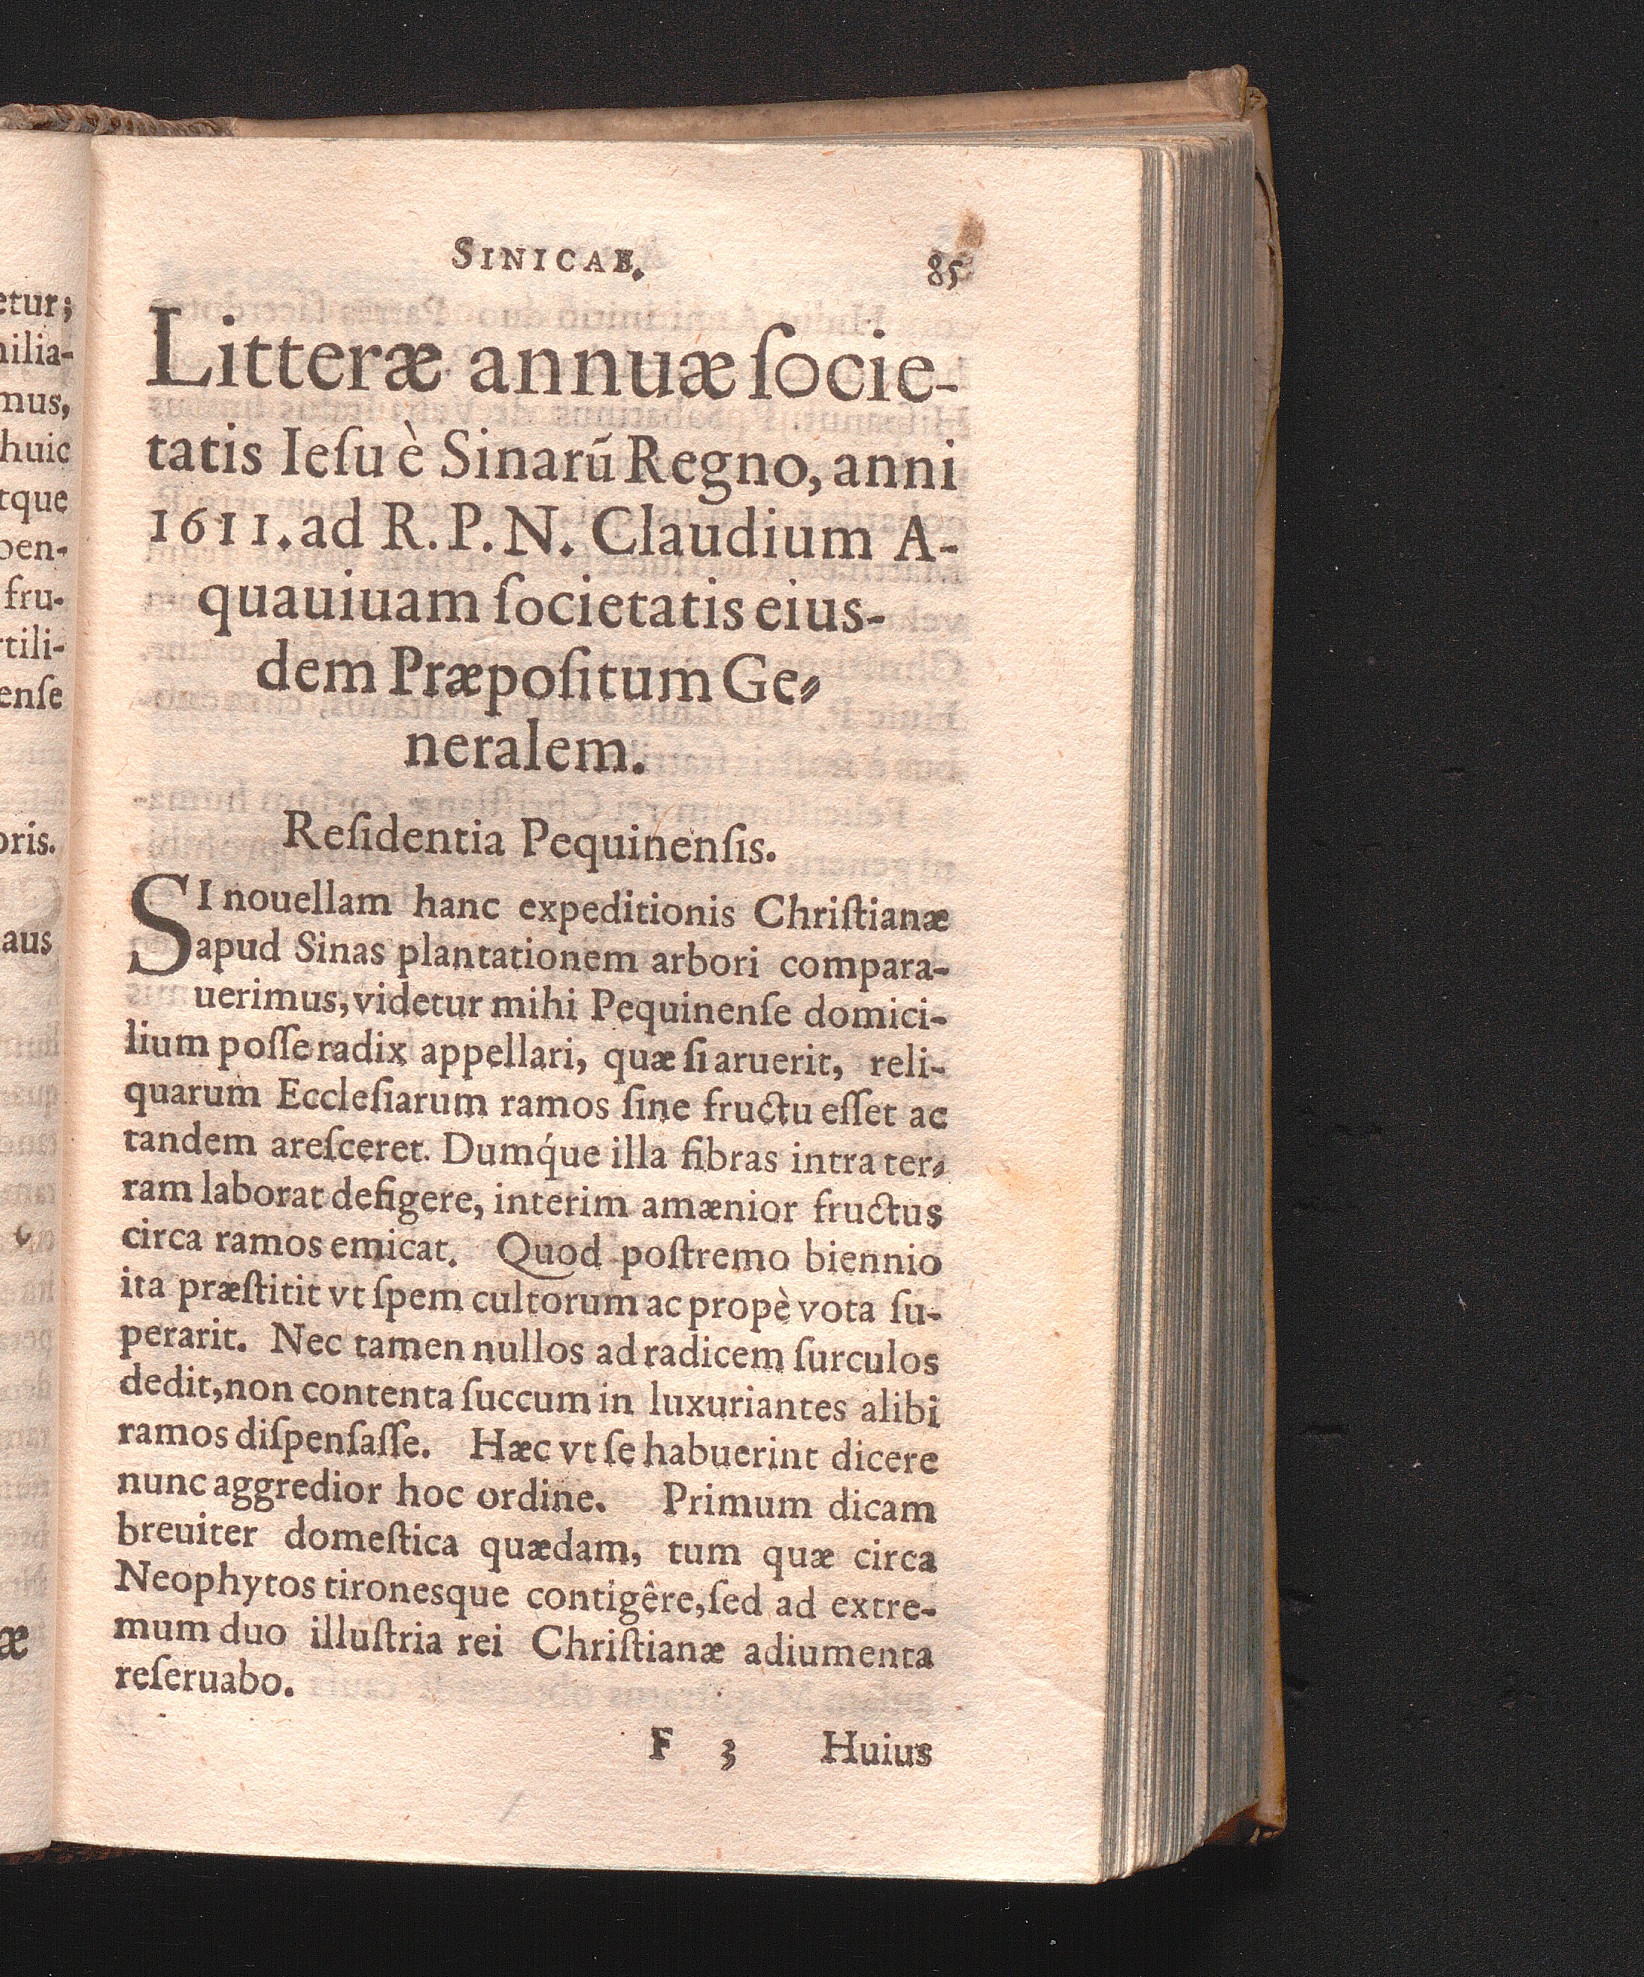 SINICAE. 85
Litteræ annuæ ſocie-
tatis Ieſu è Sinarũ Regno, anni
1611. ad R. P. N. Claudium A-
quauiuam ſocietatis eius-
dem Præpoſitum Ge-
neralem.
Reſidentia Pequinenſis.
SI nouellam hanc expeditionis Chriſtianæ
apud Sinas plantationem arbori compara-
uerimus, videtur mihi Pequinenſe domici-
lium poſſe radix appellari, quæ ſi aruerit, reli-
quarum Eccleſiarum ramos ſine fructu eſſet ac
tandem areſceret. Dumq́ue illa fibras intra ter-
ram laborat defigere, interim amænior fructus
circa ramos emicat. Quod poſtremo biennio
ita præſtitit vt ſpem cultorum ac propè vota ſu-
perarit. Nec tamen nullos ad radicem ſurculos
dedit, non contenta ſuccum in luxuriantes alibi
ramos diſpenſaſſe. Hæc vt ſe habuerint dicere
nunc aggredior hoc ordine. Primum dicam
breuiter domeſtica quædam, tum quæ circa
Neophytos tironesque contigêre, ſed ad extre-
mum duo illuſtria rei Chriſtianæ adiumenta
reſeruabo.
F 3 Huius